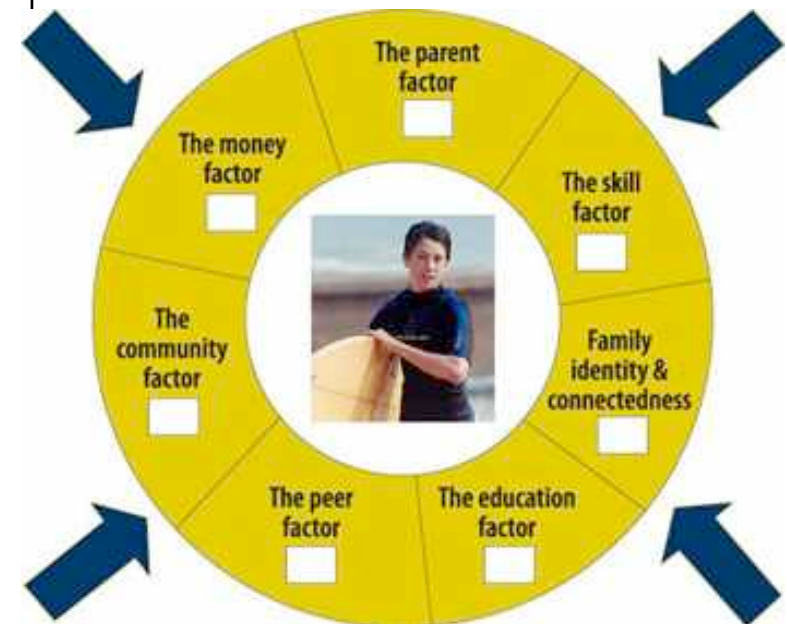 The parent
factor
The skill
factor
Family
identity &
connectedness
The education
factor
The peer
factor
The
community
factor
The money
factor